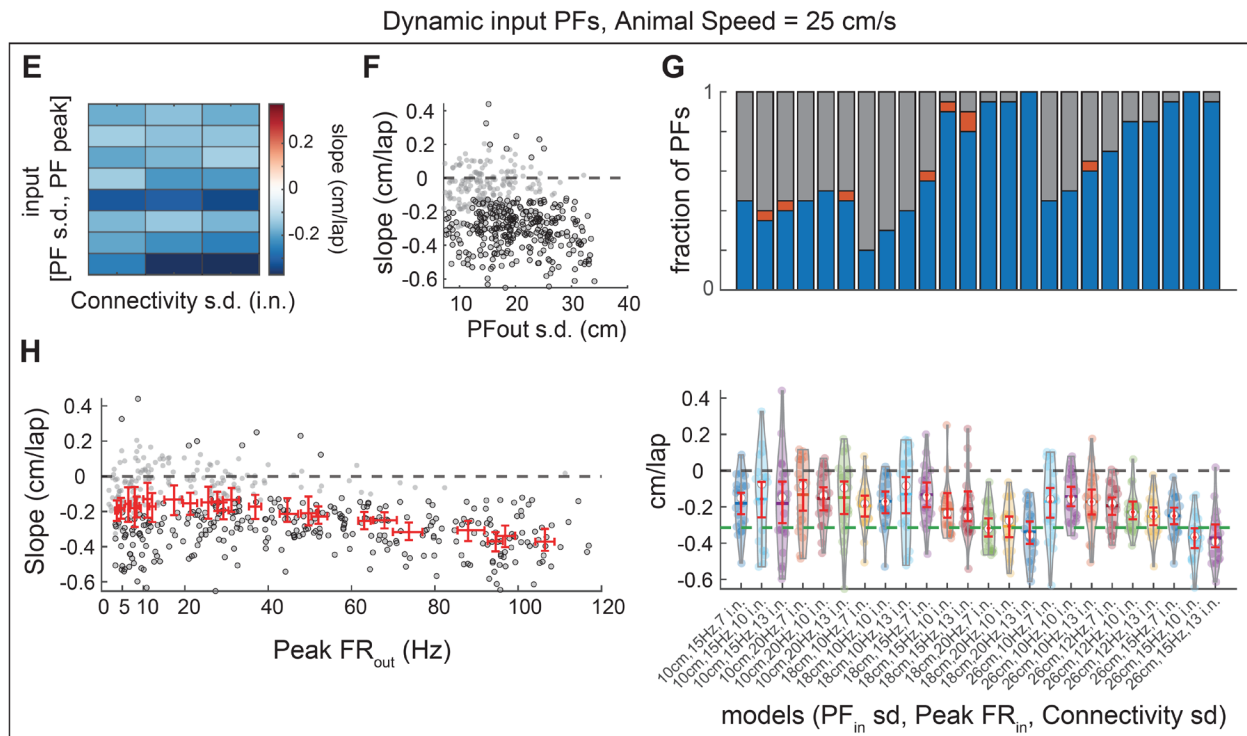 Dynamic input PFs, Animal Speed = 25 cm/s
E
input
[PF s.d., PF peak]
0.2
0
-0.2
slope (cm/lap)
Connectivity s.d. (i.n.)
F
slope (cm/lap)
0.4
0.2
0
-0.2
-0.4
-0.6
10
20
30
40
PFout s.d. (cm)
G
fraction of PFs
1
0
H
Slope (cm/lap)
0.4
0.2
0
-0.2
-0.4
-0.6
0
5
10
20
40
60
80
100
120
Peak FRout (Hz)
cm/lap
0.4
0
-0.2
-0.4
-0.6
10cm, 15Hz,7 i.n.
10cm, 15Hz, 10 i.n.
10cm, 15Hz, 13 i.n.
10cm,20Hz, 7 i.n.
10cm,20Hz, 10 i.n.
10cm,20Hz, 13 i.n.
18cm, 10Hz,7 i.n.
18cm, 10Hz,10 i.n.
18cm, 10Hz,13 i.n.
18cm, 15Hz,7 i.n.
18cm, 15Hz,10 i.n.
18cm, 15Hz,13 i.n.
18cm, 20Hz,7 i.n.
18cm,20Hz,10 i.n.
18cm,20Hz, 13 i.n.
26cm, 10Hz,7 i.n.
26cm, 10Hz,10 i.n.
26cm, 10Hz,13 i.n.
26cm, 12Hz,7 i.n.
26cm, 12Hz,10 i.n.
26cm, 12Hz,13 i.n.
26cm, 15Hz,7 i.n.
26cm, 15Hz, 10 i.n.
26cm, 15Hz, 13 i.n.
models (PFin sd, Peak FRin, Connectivity sd)